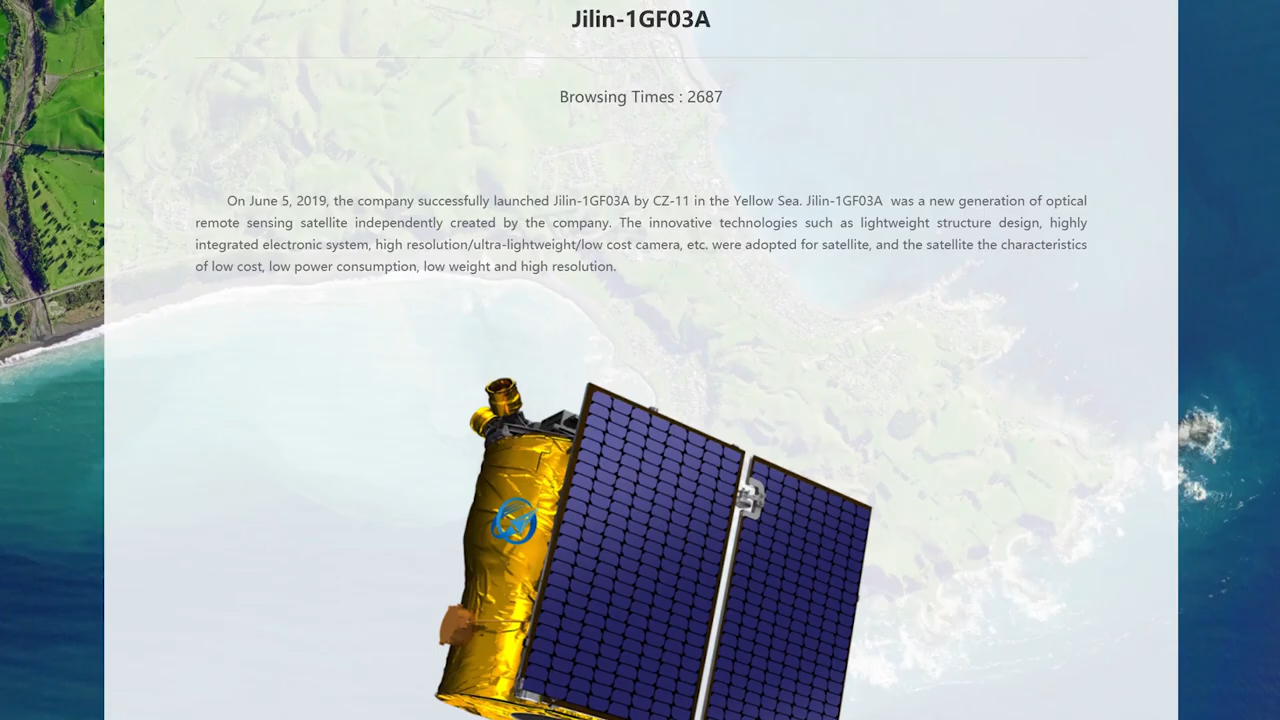 Jilin-1GF03A
Browsing Times : 2687
On June 5, 2019, the company successfully launched Jilin-1GF03A by CZ-11 in the Yellow Sea. Jilin-1GF03A  was a new generation of optical
remote sensing satellite independently created by the company. The innovative technologies such as lightweight structure design, highly
integrated electronic system, high resolution/ultra-lightweight/low cost camera, etc. were adopted for satellite, and the satellite the characteristics
of low cost, low power consumption, low weight and high resolution.